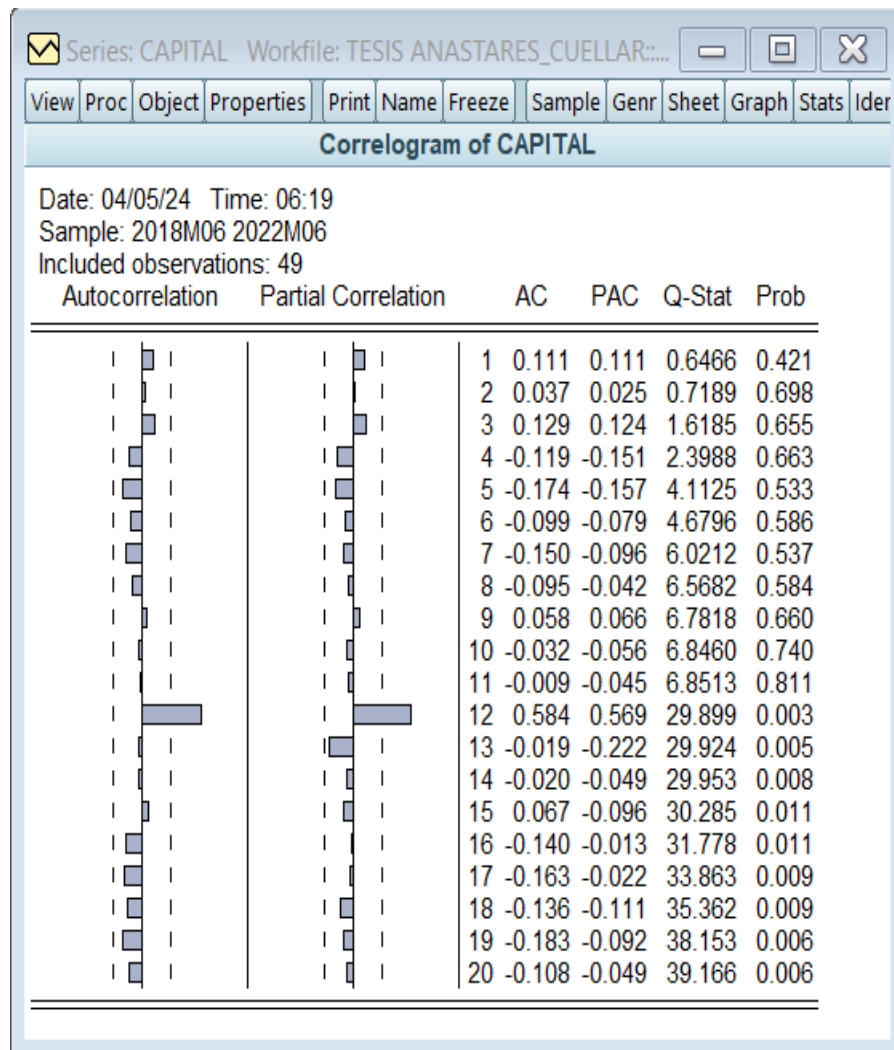 Series: CAPITAL Workfile: TESIS ANASTARES_CUELLAR::...
View Proc Object Properties Print Name Freeze Sample Genr Sheet Graph Stats Iden
Correlogram of CAPITAL
Date: 04/05/24 Time: 06:19
Sample: 2018M06 2022M06
Included observations: 49
Autocorrelation Partial Correlation AC PAC Q-Stat Prob
1 0.111 0.111 0.6466 0.421
2 0.037 0.025 0.7189 0.698
3 0.129 0.124 1.6185 0.655
4 -0.119 -0.151 2.3988 0.663
5 -0.174 -0.157 4.1125 0.533
6 -0.099 -0.079 4.6796 0.586
7 -0.150 -0.096 6.0212 0.537
8 -0.095 -0.042 6.5682 0.584
9 0.058 0.066 6.7818 0.660
10 -0.032 -0.056 6.8460 0.740
11 -0.009 -0.045 6.8513 0.811
12 0.584 0.569 29.899 0.003
13 -0.019 -0.222 29.924 0.005
14 -0.020 -0.049 29.953 0.008
15 0.067 -0.096 30.285 0.011
16 -0.140 -0.013 31.778 0.011
17 -0.163 -0.022 33.863 0.009
18 -0.136 -0.111 35.362 0.009
19 -0.183 -0.092 38.153 0.006
20 -0.108 -0.049 39.166 0.006